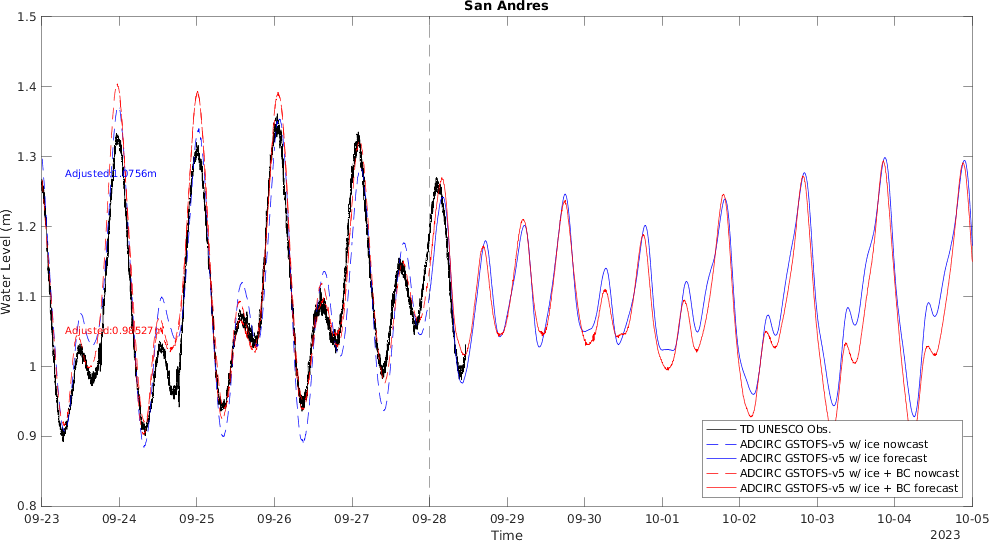 San Andres
1.5
1.4
1.3
1.2
1.1
1
0.9
0.8
Water Level (m)
Adjusted:1.0756m
Adjusted:0.98527m
TD UNESCO Obs.
ADCIRC GSTOFS-v5 w/ ice nowcast
ADCIRC GSTOFS-v5 w/ ice forecast
ADCIRC GSTOFS-v5 w/ ice + BC nowcast
ADCIRC GSTOFS-v5 w/ ice + BC forecast
09-23 09-24 09-25 09-26 09-27 09-28 09-29 09-30 10-01 10-02 10-03 10-04 10-05
Time
2023